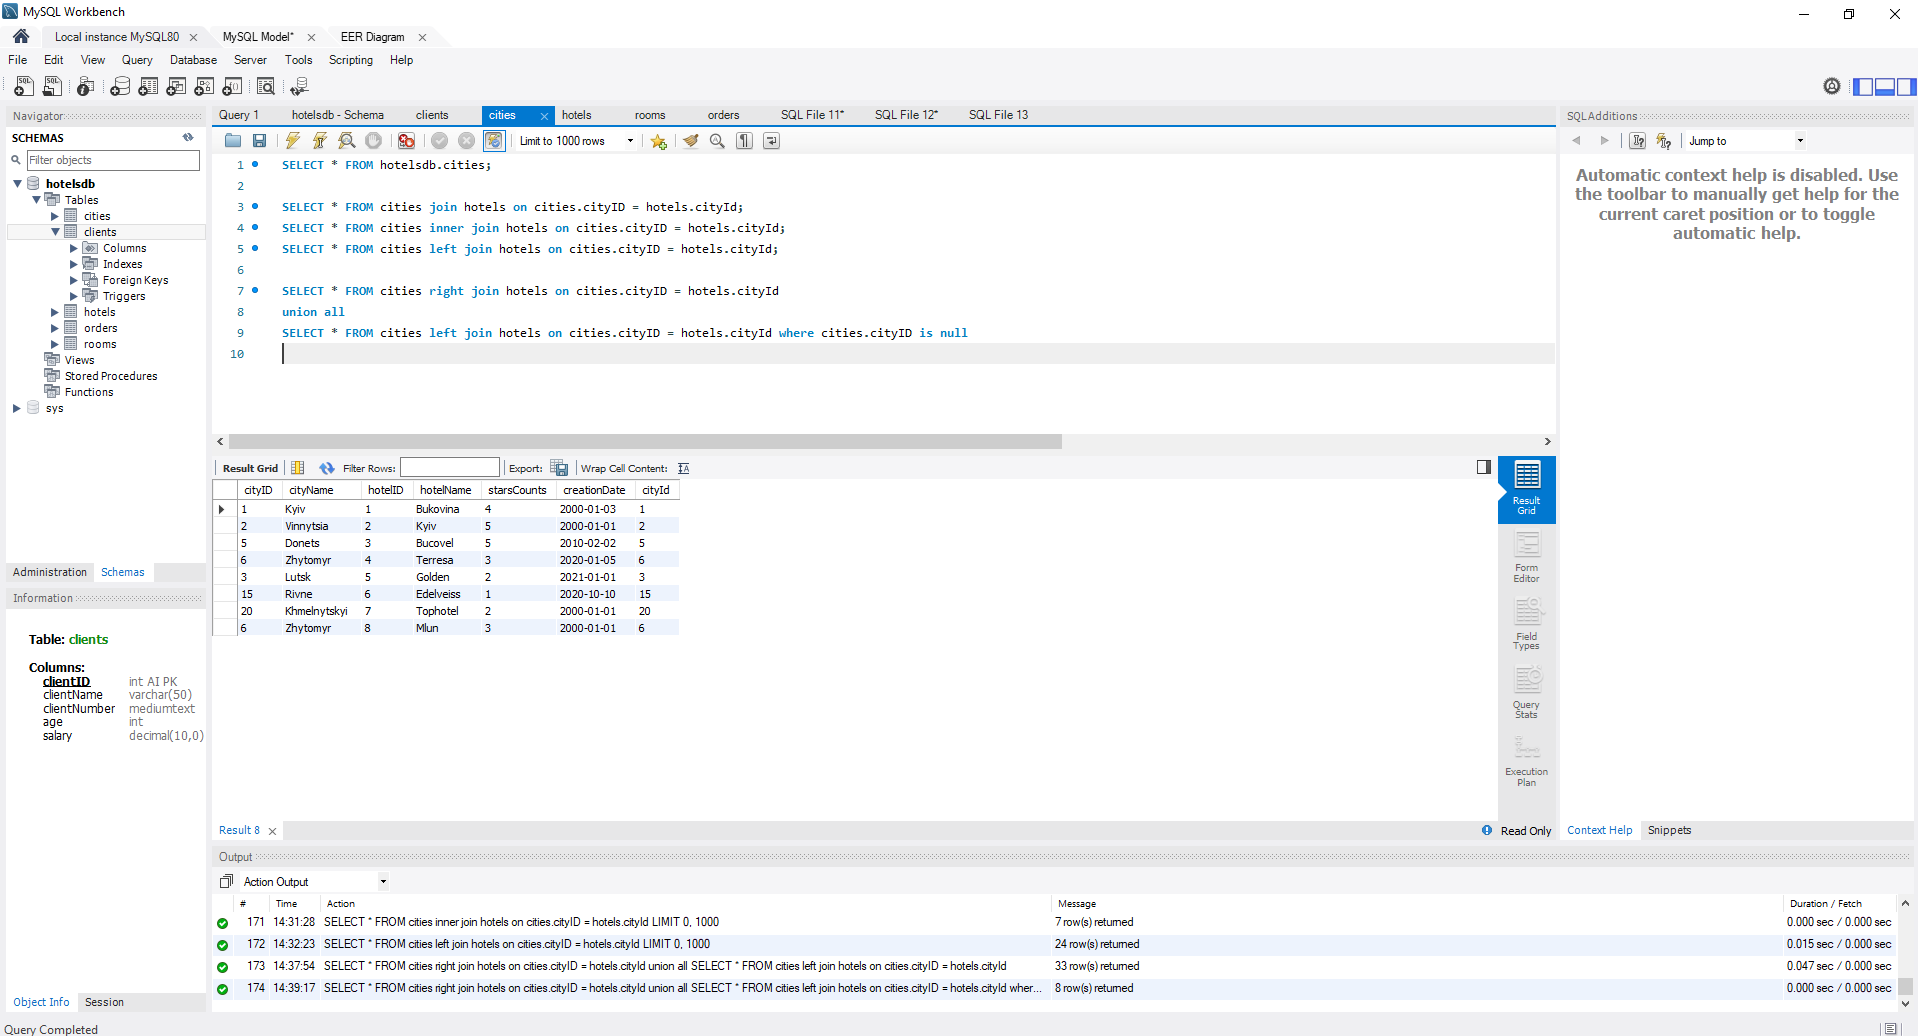 MySQL Workbench
Local instance MySQL80
MySQL Model*
EER Diagram
File Edit View Query Database Server Tools Scripting Help
Navigator
SCHEMAS
Filter objects
hotelsdb
Tables
cities
clients
Columns
Indexes
Foreign Keys
Triggers
hotels
orders
rooms
Views
Stored Procedures
Functions
sys
Administration Schemas
Information
Table: clients
Columns:
clientID int AI PK
clientName varchar(50)
clientNumber mediumtext
age int
salary decimal(10,0)
Object Info Session
Query 1 hotelsdb - Schema clients cities hotels rooms orders SQL File 11* SQL File 12* SQL File 13
Limit to 1000 rows
1 SELECT * FROM hotelsdb.cities;
2
3 SELECT * FROM cities join hotels on cities.cityID = hotels.cityId;
4 SELECT * FROM cities inner join hotels on cities.cityID = hotels.cityId;
5 SELECT * FROM cities left join hotels on cities.cityID = hotels.cityId;
6
7 SELECT * FROM cities right join hotels on cities.cityID = hotels.cityId
8 union all
9 SELECT * FROM cities left join hotels on cities.cityID = hotels.cityId where cities.cityID is null
10
Result Grid Filter Rows: Export: Wrap Cell Content:
cityID cityName hotelID hotelName starsCounts creationDate cityId
1 Kyiv 1 Bukovina 4 2000-01-03 1
2 Vinnytsia 2 Kyiv 5 2000-01-01 2
5 Donets 3 Bucovel 5 2010-02-02 5
6 Zhytomyr 4 Terresa 3 2020-01-05 6
3 Lutsk 5 Golden 2 2021-01-01 3
15 Rivne 6 Edelveiss 1 2020-10-10 15
20 Khmelnytskyi 7 Tophotel 2 2000-01-01 20
6 Zhytomyr 8 Mlun 3 2000-01-01 6
Result
Grid
Form
Editor
Field
Types
Query
Stats
Execution
Plan
Result 8
Read Only
SQLAdditions
Jump to
Automatic context help is disabled. Use
the toolbar to manually get help for the
current caret position or to toggle
automatic help.
Context Help Snippets
Output
Action Output
# Time Action Message Duration / Fetch
171 14:31:28 SELECT * FROM cities inner join hotels on cities.cityID = hotels.cityId LIMIT 0, 1000 7 row(s) returned 0.000 sec / 0.000 sec
172 14:32:23 SELECT * FROM cities left join hotels on cities.cityID = hotels.cityId LIMIT 0, 1000 24 row(s) returned 0.015 sec / 0.000 sec
173 14:37:54 SELECT * FROM cities right join hotels on cities.cityID = hotels.cityId union all SELECT * FROM cities left join hotels on cities.cityID = hotels.cityId 33 row(s) returned 0.047 sec / 0.000 sec
174 14:39:17 SELECT * FROM cities right join hotels on cities.cityID = hotels.cityId union all SELECT * FROM cities left join hotels on cities.cityID = hotels.cityId wher... 8 row(s) returned 0.000 sec / 0.000 sec
Query Completed